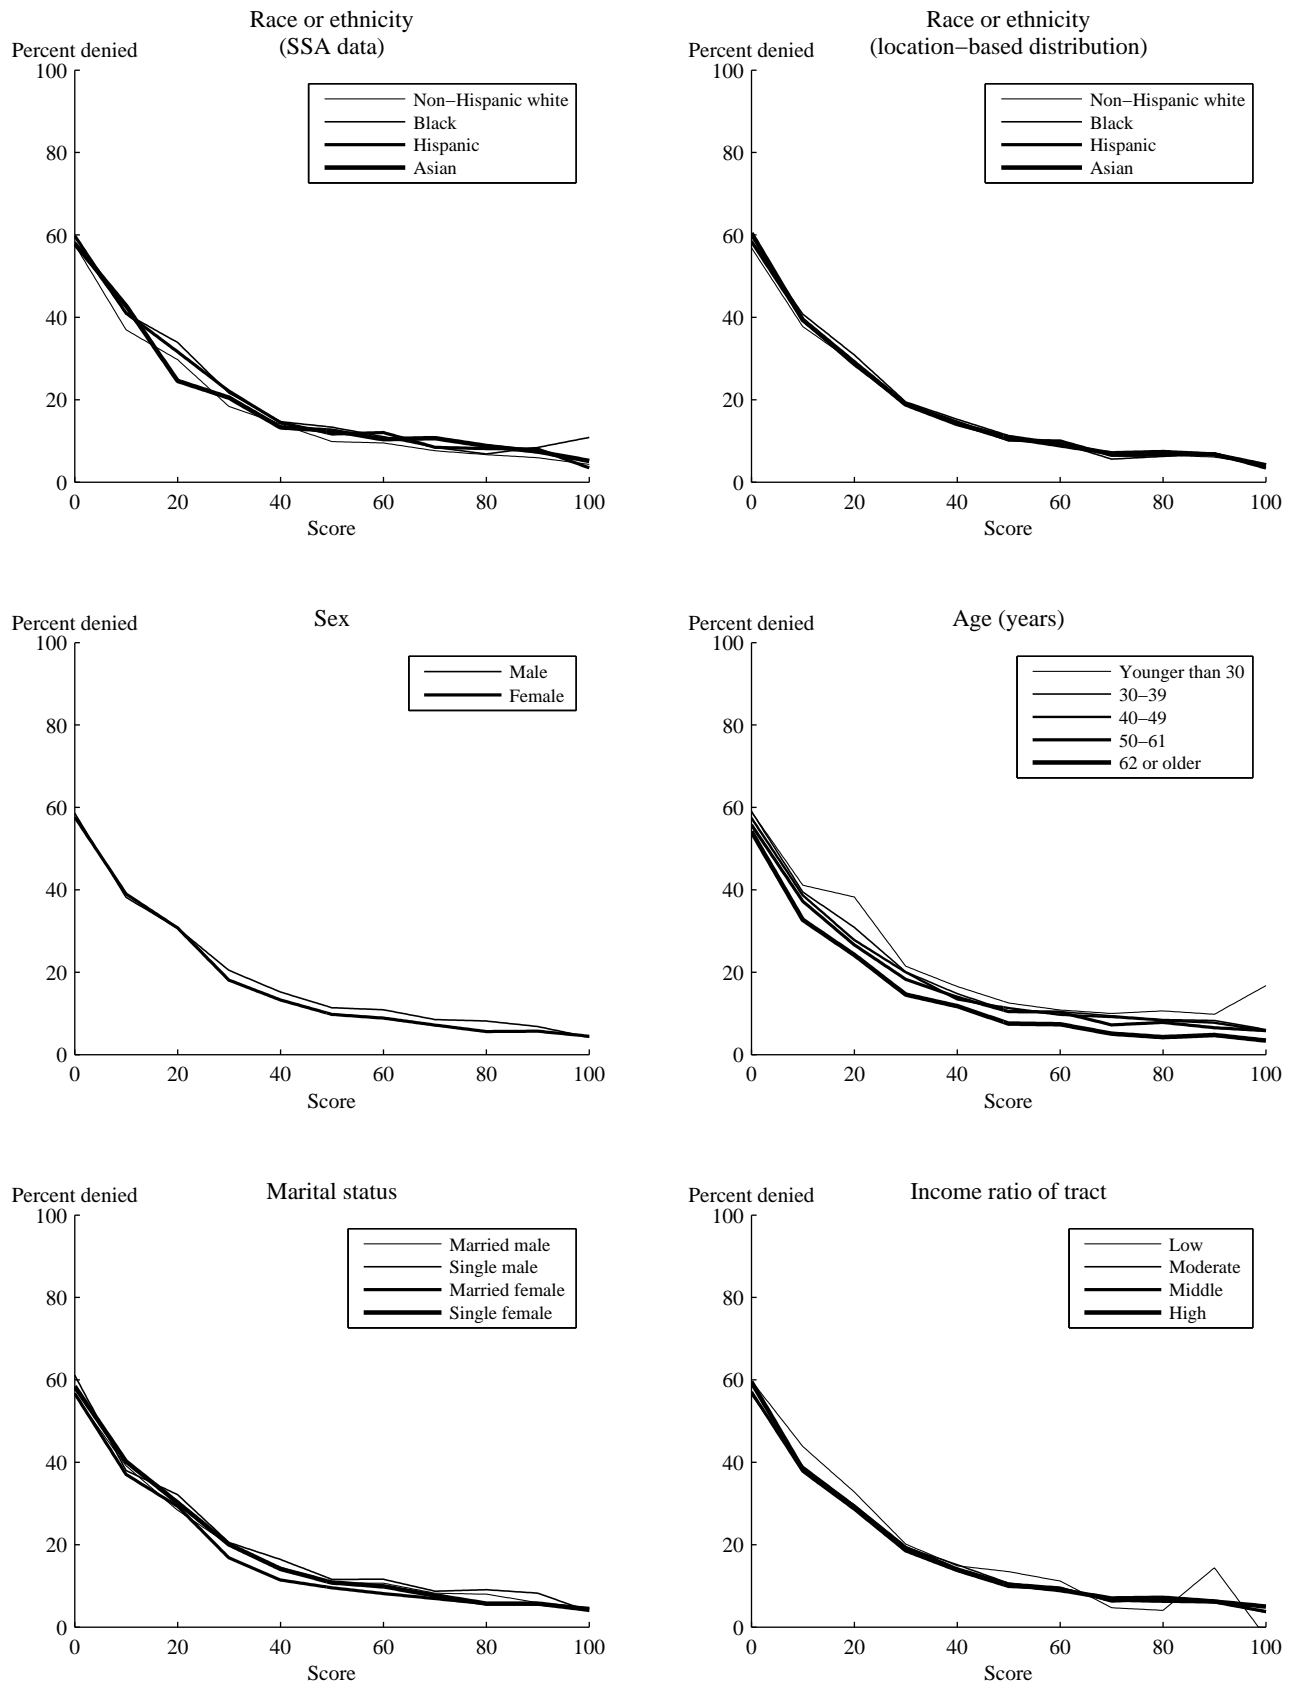 Race or ethnicity
(SSA data)
Percent denied
100
80
60
40
20
0
Non−Hispanic white
Black
Hispanic
Asian
0 20 40 60 80 100
Score
Race or ethnicity
(location−based distribution)
Percent denied
100
80
60
40
20
0
Non−Hispanic white
Black
Hispanic
Asian
0 20 40 60 80 100
Score
Sex
Percent denied
100
80
60
40
20
0
Male
Female
0 20 40 60 80 100
Score
Age (years)
Percent denied
100
80
60
40
20
0
Younger than 30
30−39
40−49
50−61
62 or older
0 20 40 60 80 100
Score
Marital status
Percent denied
100
80
60
40
20
0
Married male
Single male
Married female
Single female
0 20 40 60 80 100
Score
Income ratio of tract
Percent denied
100
80
60
40
20
0
Low
Moderate
Middle
High
0 20 40 60 80 100
Score